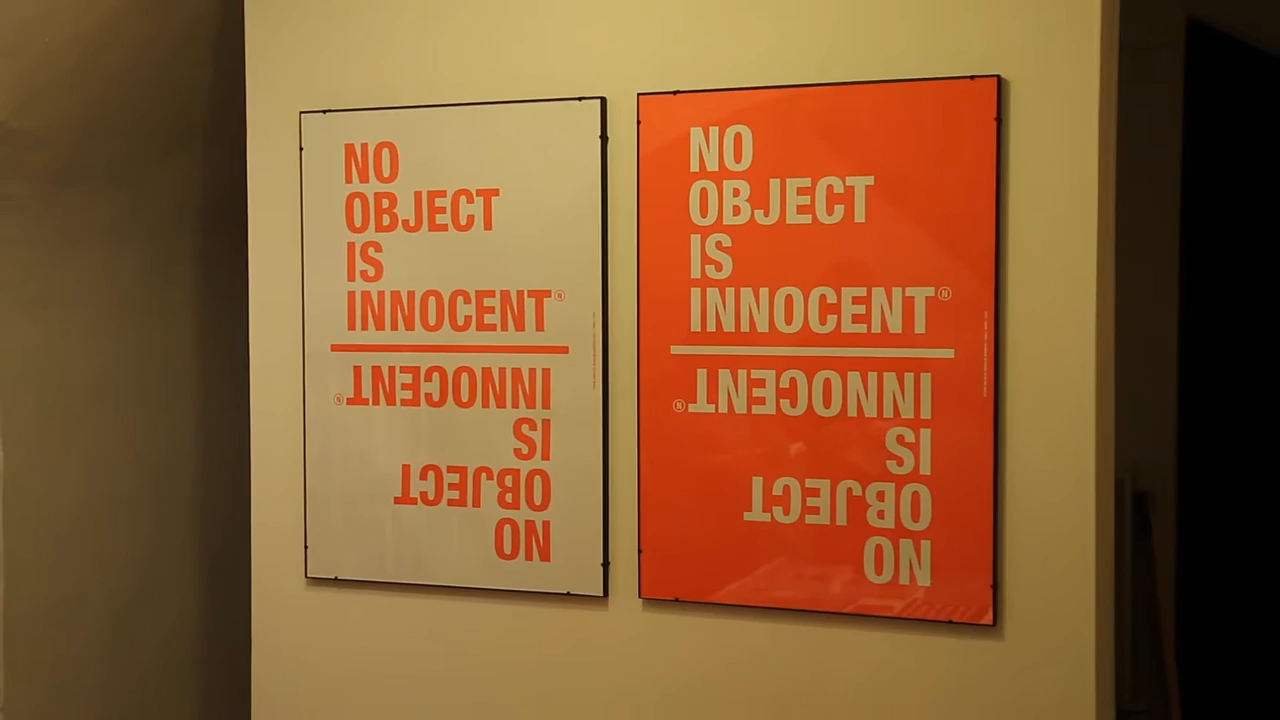 NO
OBJECT
IS
INNOCENT Ⓝ
INNOCENT Ⓝ
IS
OBJECT
NO
NO
OBJECT
IS
INNOCENT Ⓝ
INNOCENT Ⓝ
IS
OBJECT
NO